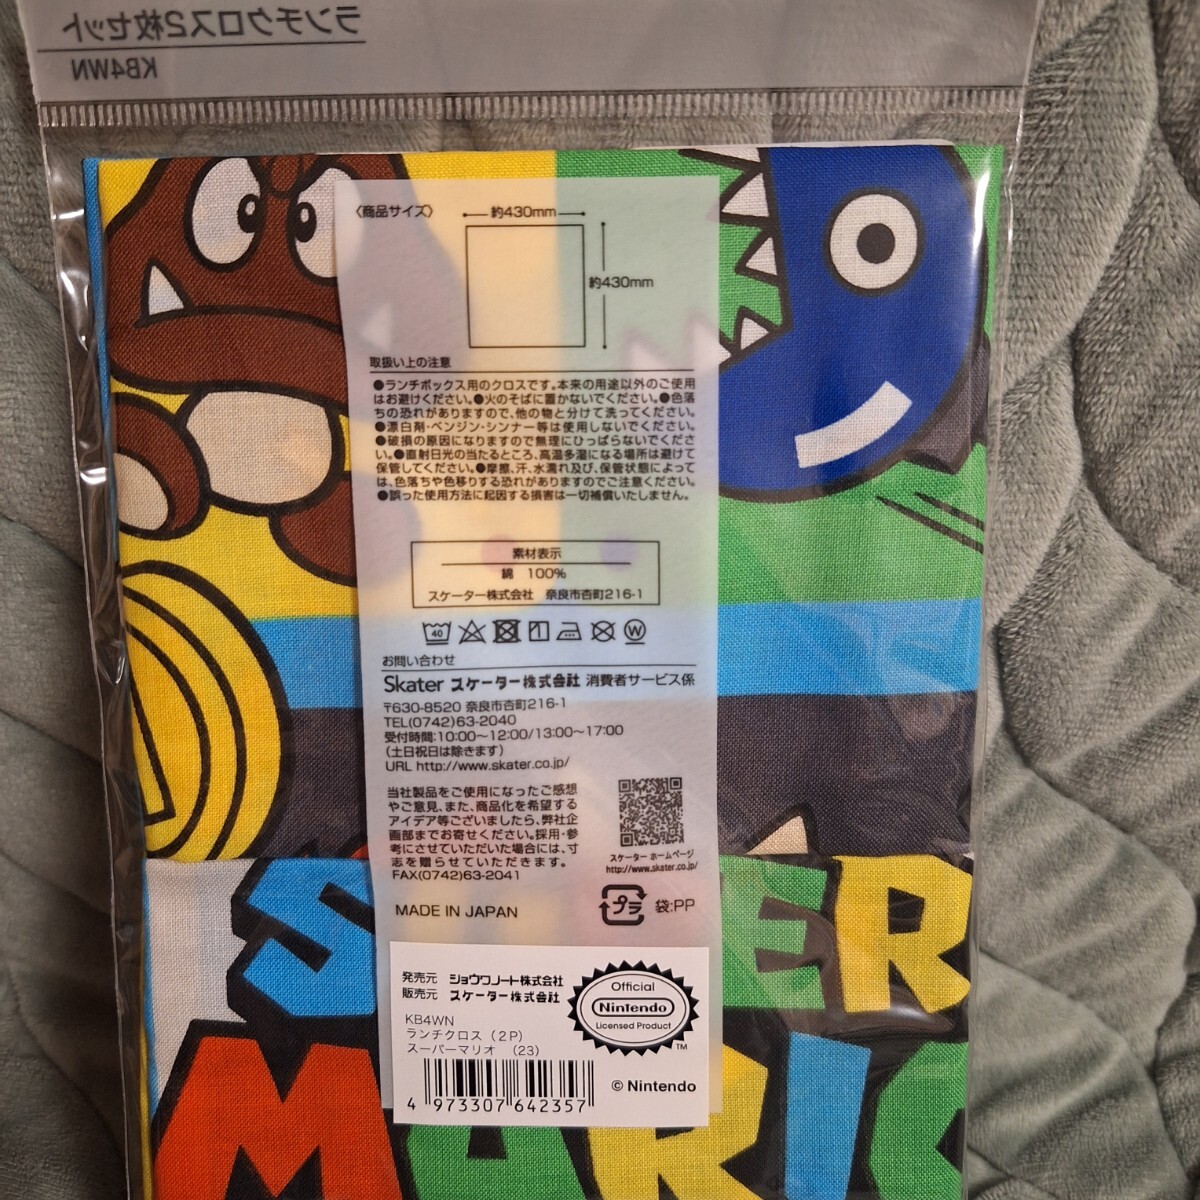 ランチクロス2枚セット
KB4WN
〈商品サイズ〉
約430mm
約430mm
取扱い上の注意
●ランチボックス用のクロスです。本来の用途以外のご使用
はお避けください。●火のそばに置かないでください。●色落
ちの恐れがありますので、他の物と分けて洗ってください。
●漂白剤・ベンジン・シンナー等は使用しないでください。
●破損の原因になりますので無理にひっぱらないでくださ
い。●直射日光の当たるところ、高温多湿になる場所は避けて
保管してください。●摩擦、汗、水濡れ及び、保管状態によって
は、色落ちや色移りする恐れがありますのでご注意ください。
●誤った使用方法に起因する損害は一切補償いたしません。
素材表示
綿 100%
スケーター株式会社 奈良市杏町216-1
40
W
お問い合わせ
Skater スケーター株式会社 消費者サービス係
〒630-8520 奈良市杏町216-1
TEL(0742)63-2040
受付時間:10:00〜12:00/13:00〜17:00
(土日祝日は除きます)
URL http://www.skater.co.jp/
当社製品をご使用になったご感想
やご意見、また、商品化を希望する
アイデア等ございましたら、弊社企
画部までお寄せください。採用・参
考にさせていただいた場合には、寸
志を贈らせていただきます。
FAX(0742)63-2041
スケーター ホームページ
http://www.skater.co.jp/
MADE IN JAPAN
プラ 袋:PP
発売元 ショウワノート株式会社
販売元 スケーター株式会社
KB4WN
ランチクロス（2P）
スーパーマリオ （23）
4 973307 642357
Official
Nintendo
Licensed Product
TM
© Nintendo
SUPER
MARIO